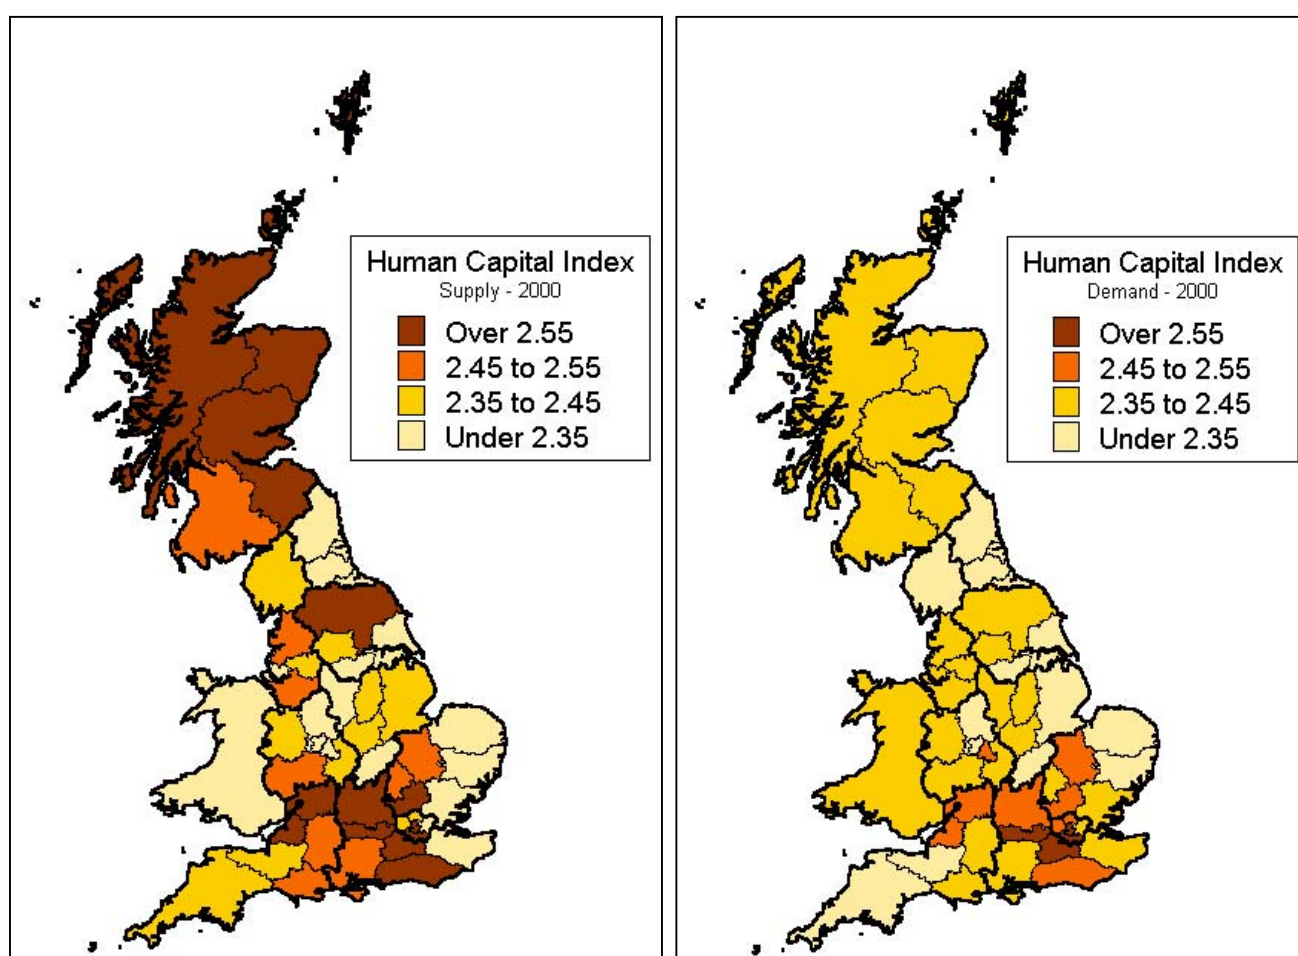 Human Capital Index
Supply - 2000
Over 2.55
2.45 to 2.55
2.35 to 2.45
Under 2.35
Human Capital Index
Demand - 2000
Over 2.55
2.45 to 2.55
2.35 to 2.45
Under 2.35